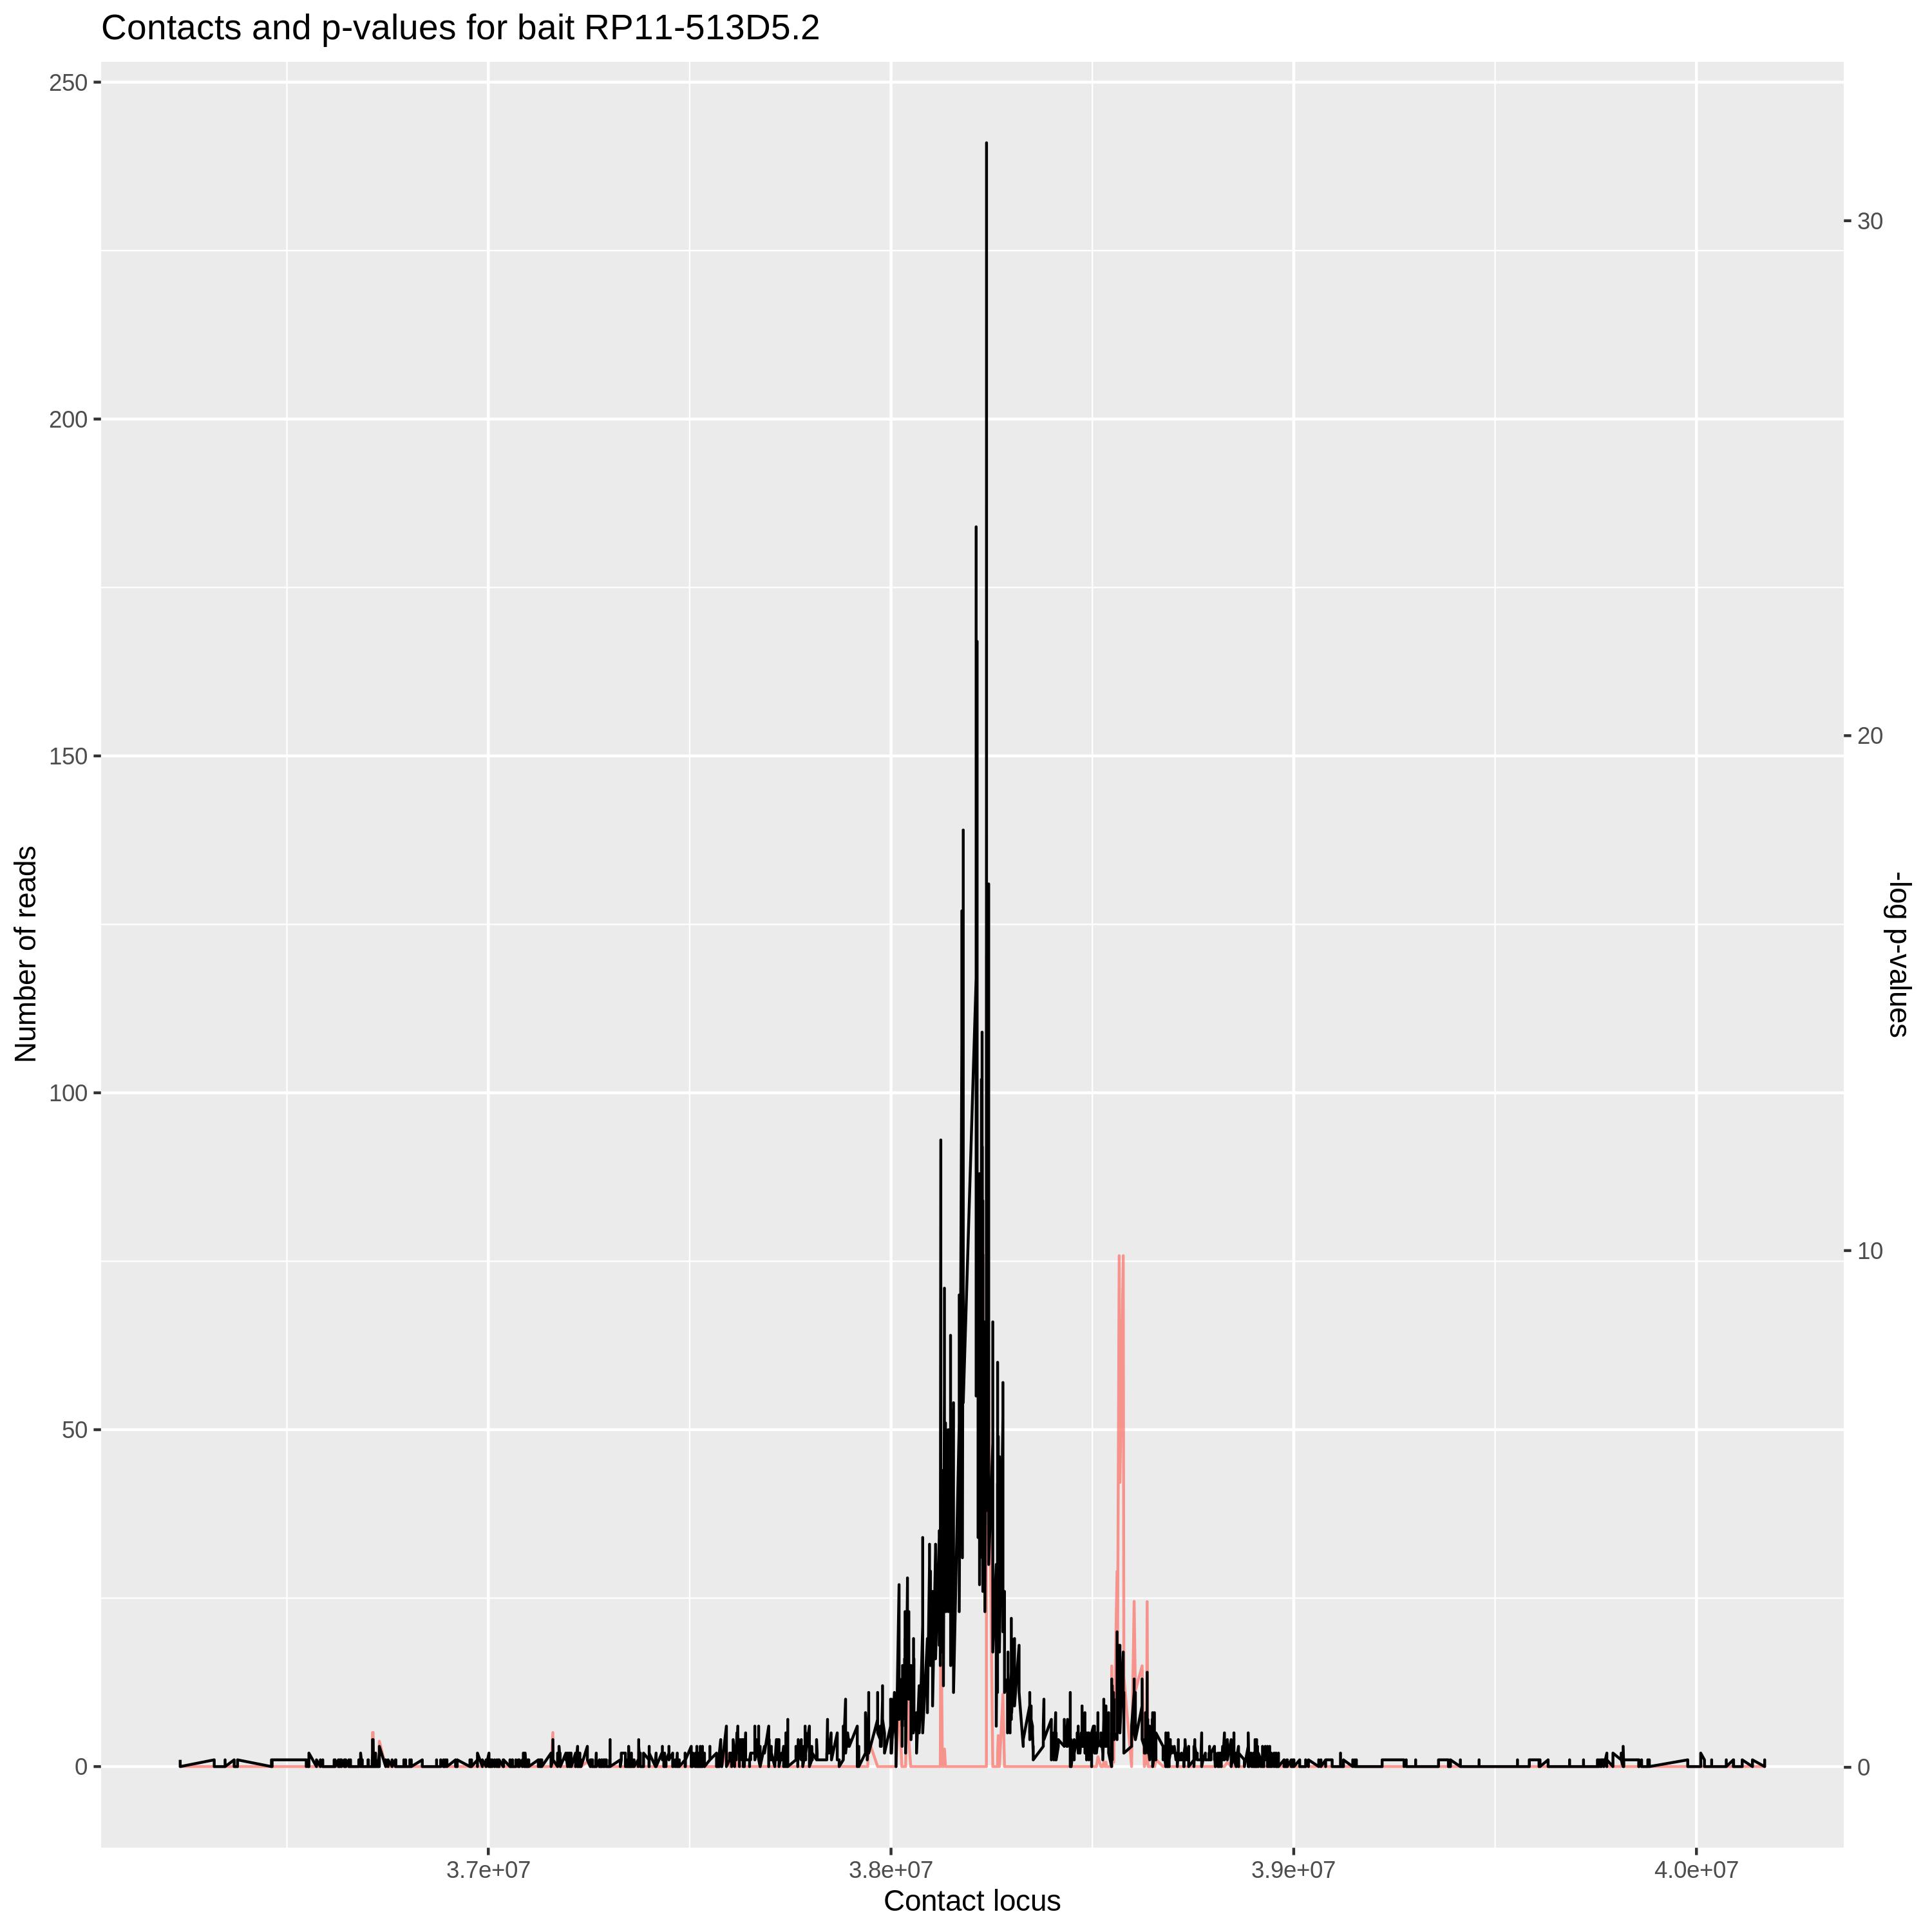 Contacts and p-values for bait RP11-513D5.2
250
200
150
100
50
0
30
20
10
0
Number of reads
-log p-values
3.7e+07
3.8e+07
3.9e+07
4.0e+07
Contact locus